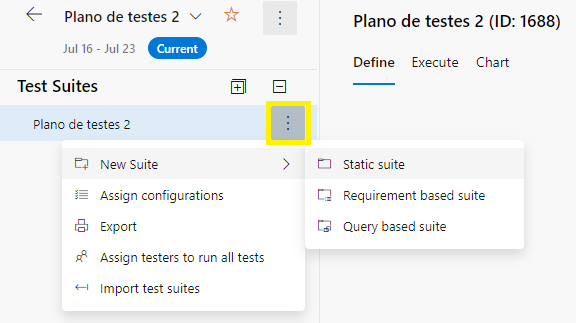 Plano de testes 2
Jul 16 - Jul 23 Current
Test Suites
Plano de testes 2
New Suite
Assign configurations
Export
Assign testers to run all tests
Import test suites
Static suite
Requirement based suite
Query based suite
Plano de testes 2 (ID: 1688)
Define Execute Chart